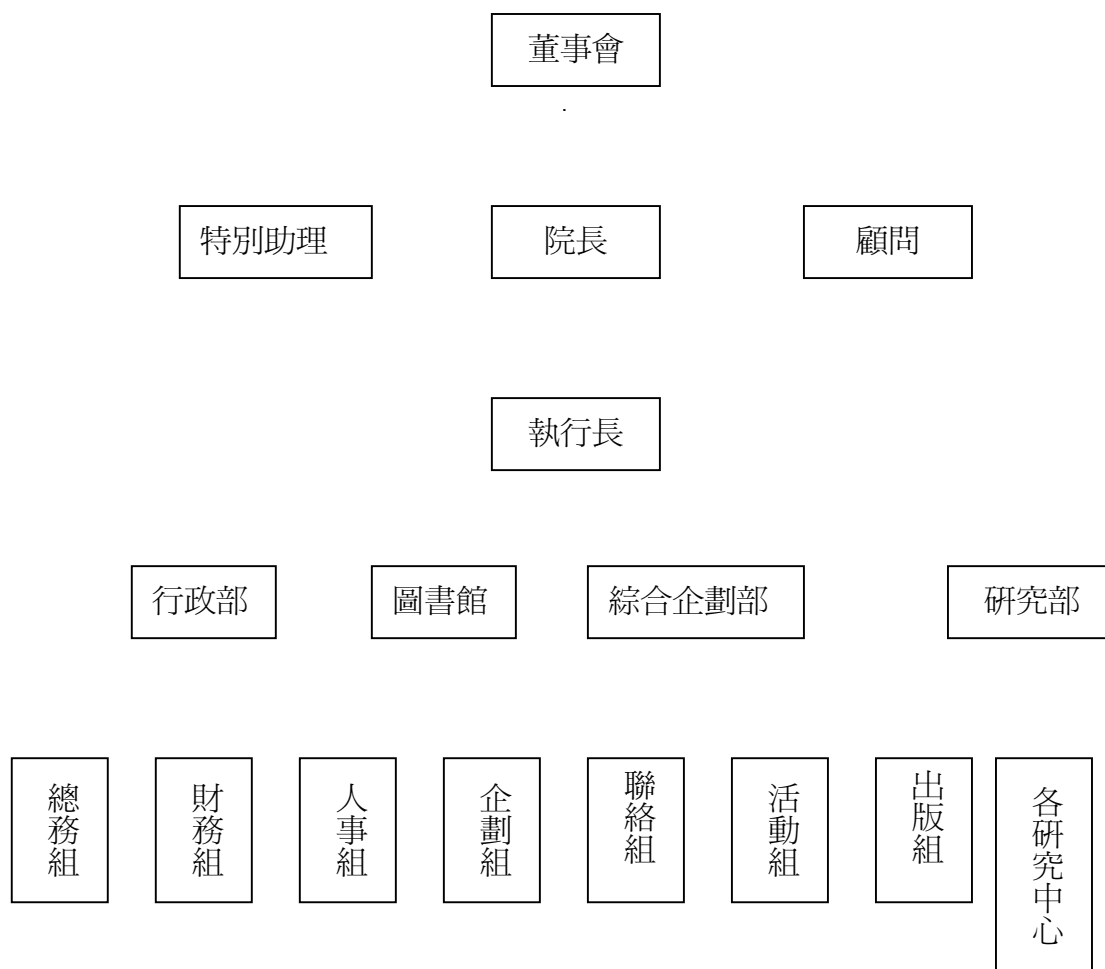 董事會
特別助理
院長
顧問
執行長
行政部
圖書館
綜合企劃部
研究部
總務組
財務組
人事組
企劃組
聯絡組
活動組
出版組
各研究中心